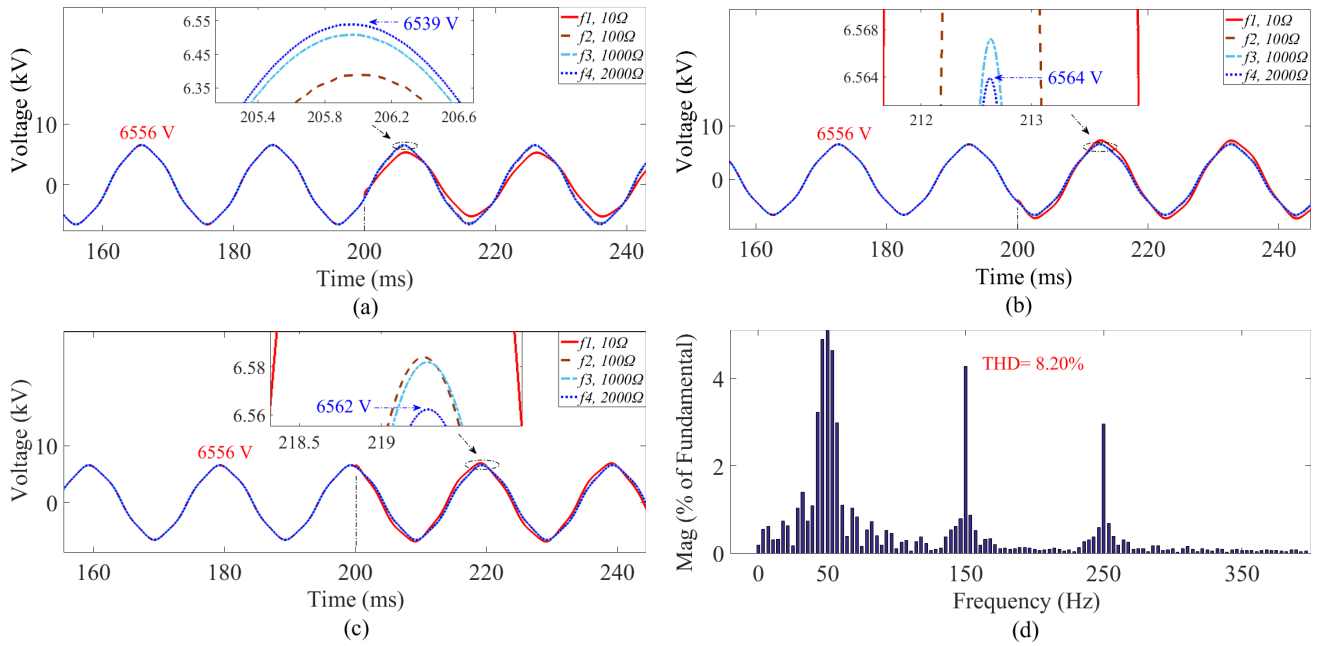 6.55
6.45
6.35
205.4
205.8
206.2
206.6
6539 V
f1, 10Ω
f2, 100Ω
f3, 1000Ω
f4, 2000Ω
6556 V
10
0
Voltage (kV)
160
180
200
220
240
Time (ms)
(a)
6.568
6.564
212
213
6564 V
f1, 10Ω
f2, 100Ω
f3, 1000Ω
f4, 2000Ω
6556 V
10
0
Voltage (kV)
160
180
200
220
240
Time (ms)
(b)
6.58
6.56
218.5
219
6562 V
f1, 10Ω
f2, 100Ω
f3, 1000Ω
f4, 2000Ω
6556 V
10
0
Voltage (kV)
160
180
200
220
240
Time (ms)
(c)
THD= 8.20%
4
2
0
Mag (% of Fundamental)
0
50
150
250
350
Frequency (Hz)
(d)